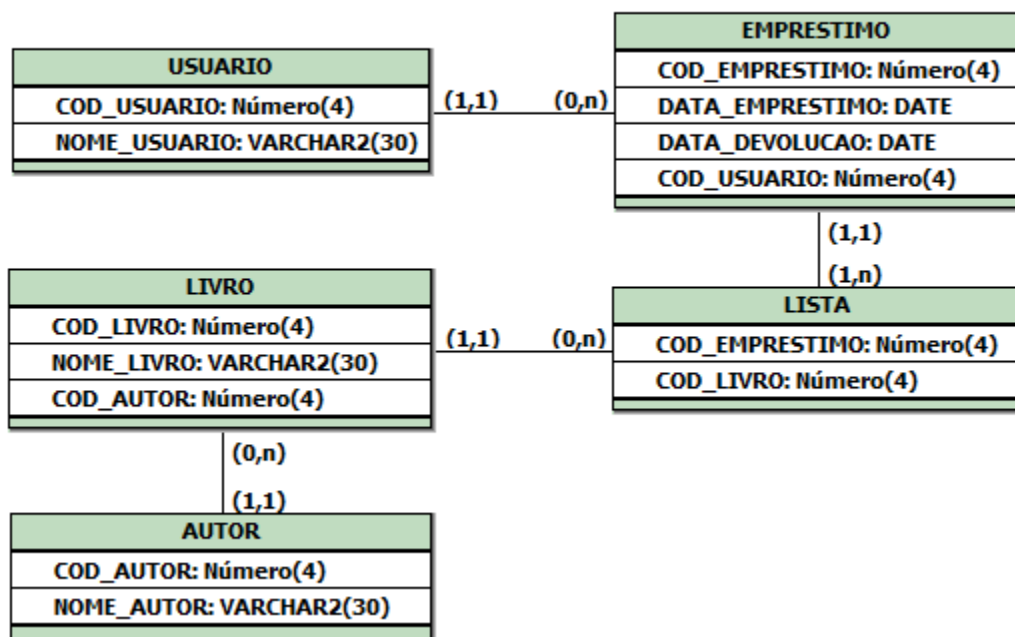 USUARIO
COD_USUARIO: Número(4)
NOME_USUARIO: VARCHAR2(30)
(1,1)
(0,n)
EMPRESTIMO
COD_EMPRESTIMO: Número(4)
DATA_EMPRESTIMO: DATE
DATA_DEVOLUCAO: DATE
COD_USUARIO: Número(4)
(1,1)
(1,n)
LIVRO
COD_LIVRO: Número(4)
NOME_LIVRO: VARCHAR2(30)
COD_AUTOR: Número(4)
(1,1)
(0,n)
LISTA
COD_EMPRESTIMO: Número(4)
COD_LIVRO: Número(4)
(0,n)
(1,1)
AUTOR
COD_AUTOR: Número(4)
NOME_AUTOR: VARCHAR2(30)